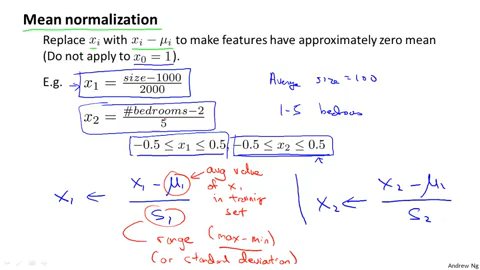 Mean normalization
Replace x_i with x_i − μ_i to make features have approximately zero mean
(Do not apply to x_0 = 1).
E.g. x_1 = (size−1000)/2000
Average size = 100
x_2 = (#bedrooms−2)/5
1-5 bedrooms
−0.5 ≤ x_1 ≤ 0.5, −0.5 ≤ x_2 ≤ 0.5
x_1 ← (x_1 − μ_1)/S_1
avg value
of x_1
in training
set
x_2 ← (x_2 − μ_2)/S_2
range (max-min)
(or standard deviation)
Andrew Ng